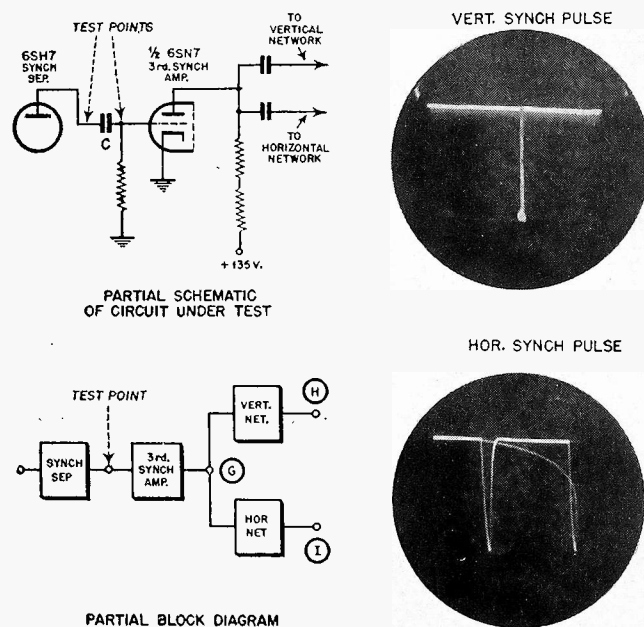 TEST POINTS
6SH7
SYNCH
SEP.
½ 6SN7
3rd. SYNCH
AMP.
TO
VERTICAL
NETWORK
C
TO
HORIZONTAL
NETWORK
+135V.
PARTIAL SCHEMATIC
OF CIRCUIT UNDER TEST
VERT. SYNCH PULSE
HOR. SYNCH PULSE
TEST POINT
SYNCH
SEP
3rd.
SYNCH
AMP.
G
VERT.
NET.
H
HOR
NET
I
PARTIAL BLOCK DIAGRAM